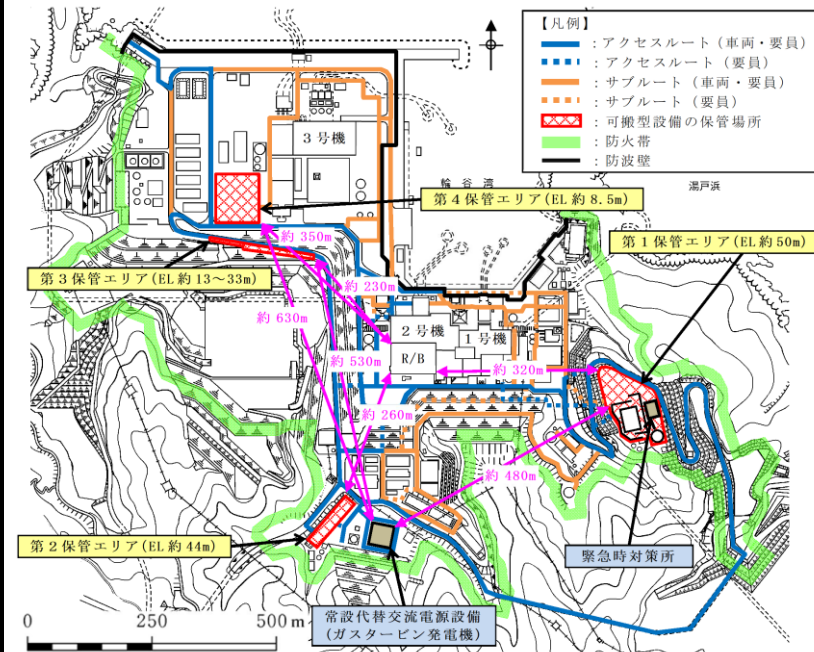 【凡例】
：アクセスルート（車両・要員）
：アクセスルート（要員）
：サブルート（車両・要員）
：サブルート（要員）
：可搬型設備の保管場所
：防火帯
：防波壁
3号機
輪谷湾
湯戸浜
第4保管エリア(EL約8.5m)
第1保管エリア(EL約50m)
約350m
第3保管エリア(EL約13～33m)
約230m
約630m
2号機
1号機
約530m
R/B
約320m
約260m
約480m
第2保管エリア(EL約44m)
緊急時対策所
常設代替交流電源設備
(ガスタービン発電機)
0 250 500m